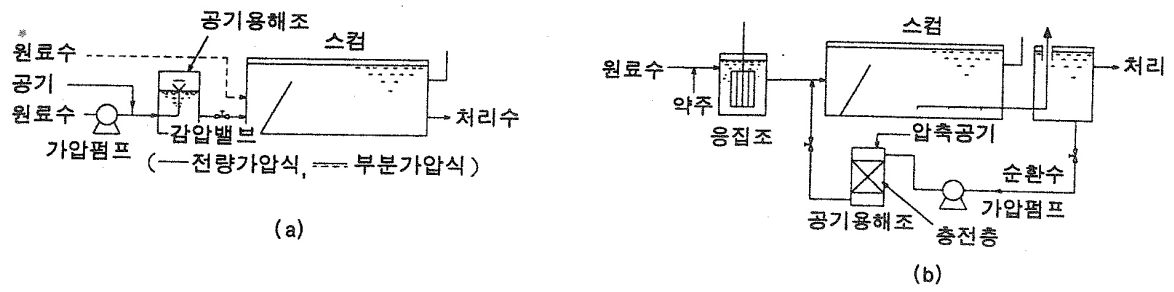 공기용해조
스컴
원료수
공기
원료수
감압밸브
처리수
가압펌프
( — 전량가압식, === 부분가압식 )
(a)
스컴
원료수
처리
약주
응집조
압축공기
순환수
가압펌프
공기용해조
충전층
(b)